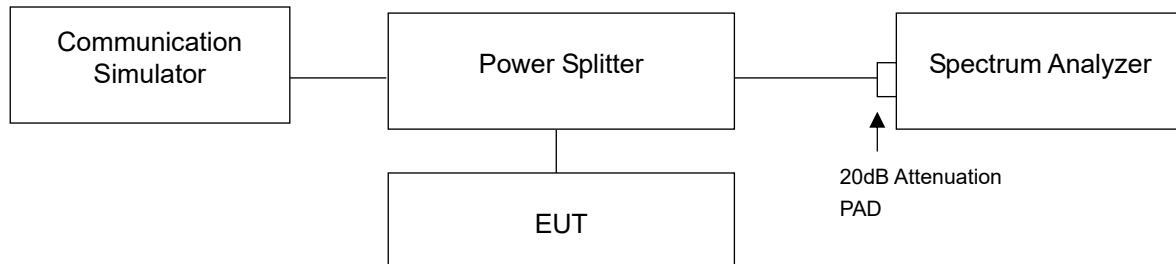 Communication
Simulator
Power Splitter
Spectrum Analyzer
20dB Attenuation
PAD
EUT